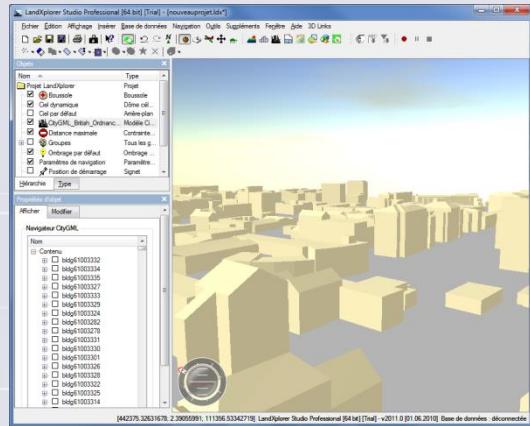 LandXplorer Studio Professional [64 bit] [Trial] - [nouveauprojet.ldx*]
Fichier Edition Affichage Insérer Base de données Navigation Outils Suppléments Fenêtre Aide 3D Links
Objets
Nom Type
Projet LandXplorer Projet
Boussole Boussole
Ciel dynamique Dôme cél...
Ciel par défaut Arrière-plan
CityGML_British_Ordnanc... Modèle Ci...
Distance maximale Contrainte...
Groupes Tous les g...
Ombrage par défaut Ombrage ...
Paramètres de navigation Paramètre...
Position de démarrage Signet
Hiérarchie Type
Propriétés d'objet
Afficher Modifier
Navigateur CityGML
Nom
Contenu
bldg61003332
bldg61003334
bldg61003335
bldg61003327
bldg61003333
bldg61003329
bldg61003324
bldg61003282
bldg61003278
bldg61003331
bldg61003330
bldg61003301
bldg61003326
bldg61003328
bldg61003322
bldg61003325
bldg61003314
[442375.32631678; 2.39055991; 111356.53342719] LandXplorer Studio Professional [64 bit] [Trial] - v2011.0 [01.06.2010] Base de données : déconnectée